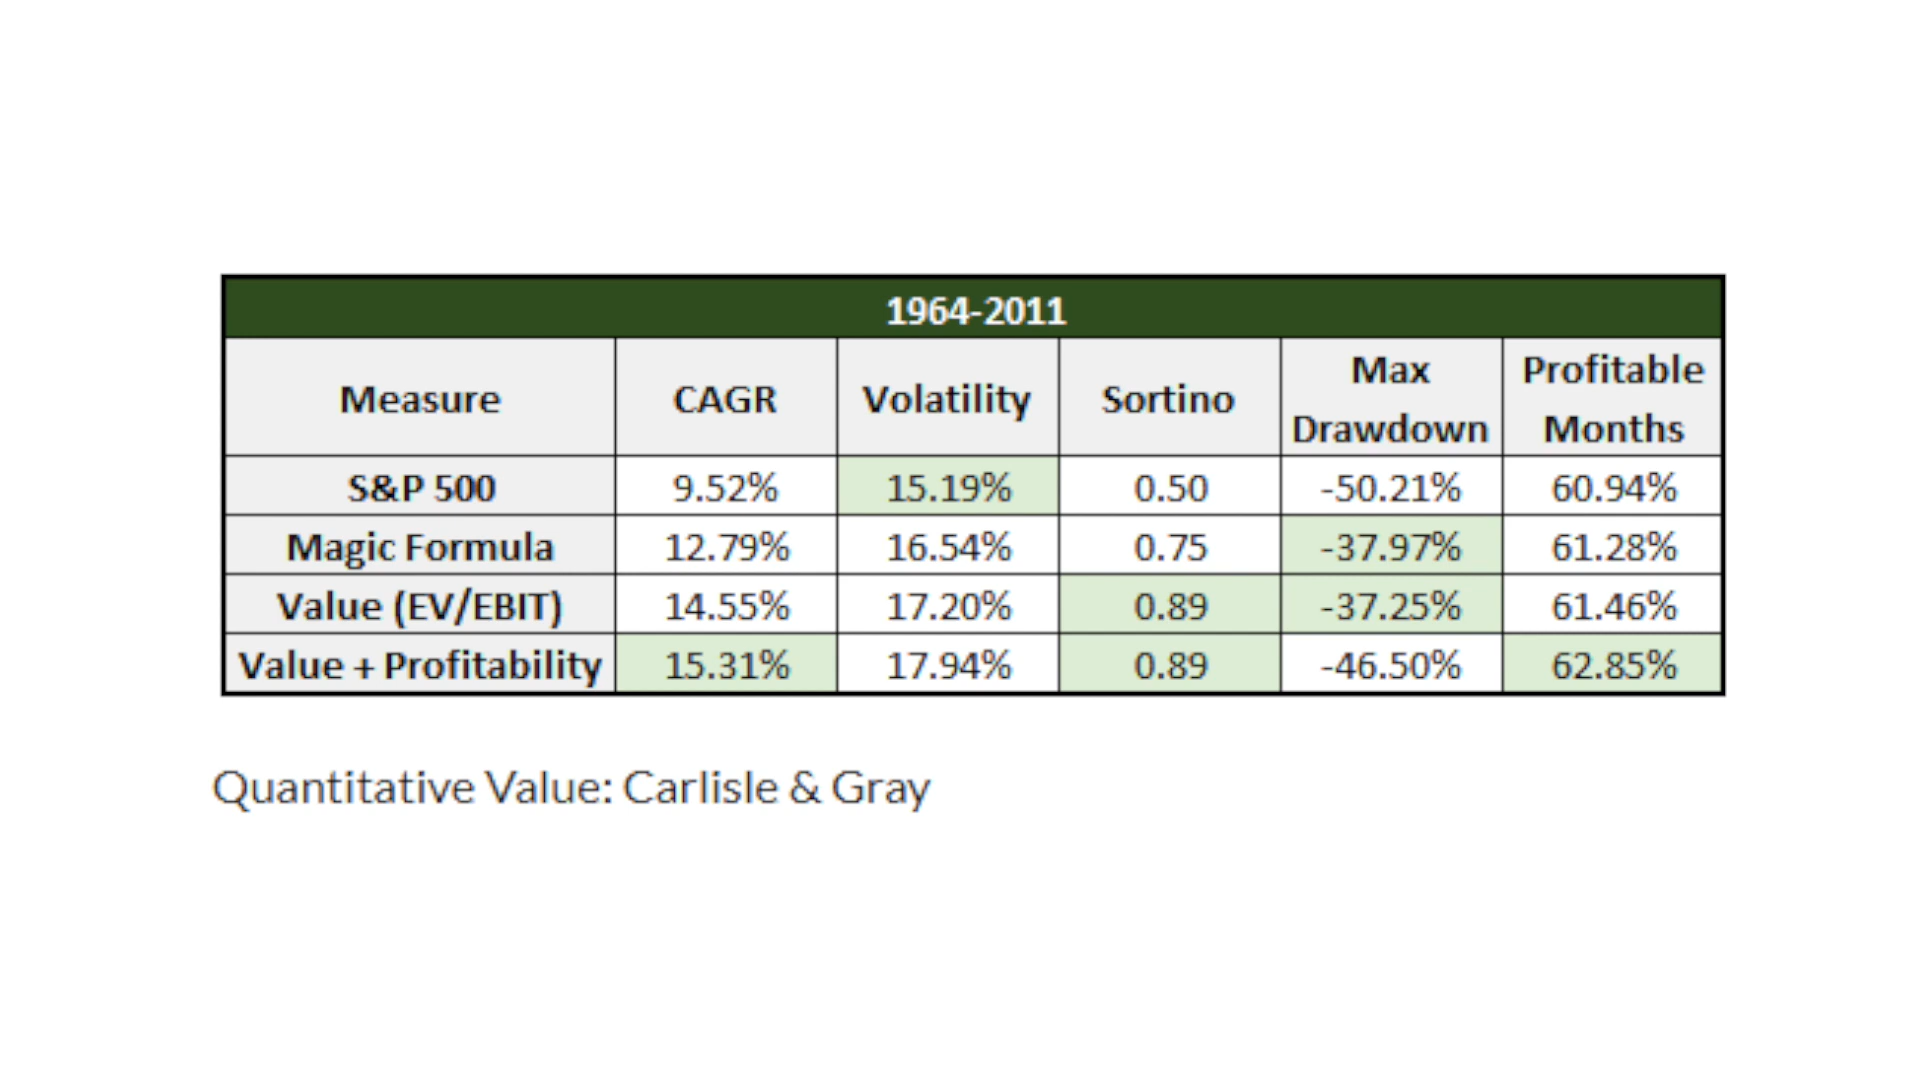 1964-2011
Measure CAGR Volatility Sortino Max Drawdown Profitable Months
S&P 500 9.52% 15.19% 0.50 -50.21% 60.94%
Magic Formula 12.79% 16.54% 0.75 -37.97% 61.28%
Value (EV/EBIT) 14.55% 17.20% 0.89 -37.25% 61.46%
Value + Profitability 15.31% 17.94% 0.89 -46.50% 62.85%
Quantitative Value: Carlisle & Gray